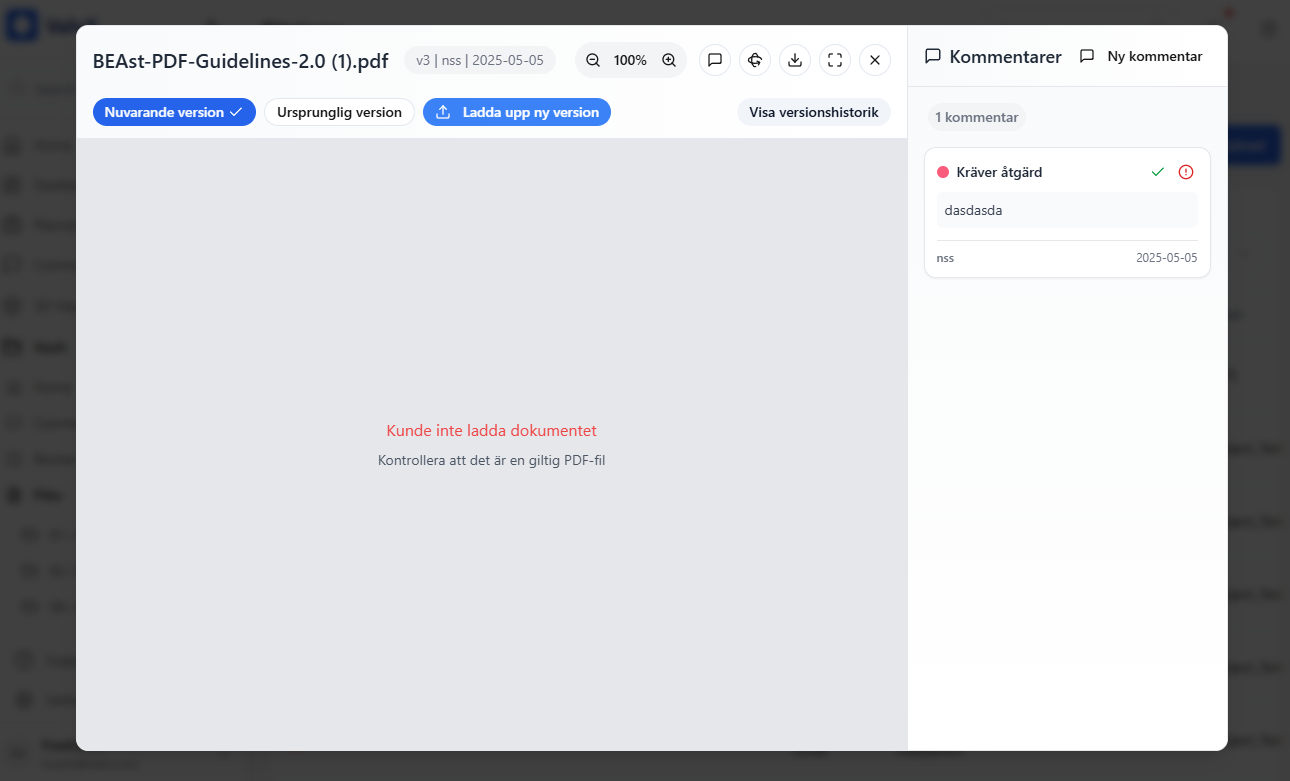 BEAst-PDF-Guidelines-2.0 (1).pdf
v3 | nss | 2025-05-05
100%
Nuvarande version
Ursprunglig version
Ladda upp ny version
Visa versionshistorik
Kunde inte ladda dokumentet
Kontrollera att det är en giltig PDF-fil
Kommentarer
Ny kommentar
1 kommentar
Kräver åtgärd
dasdasda
nss
2025-05-05